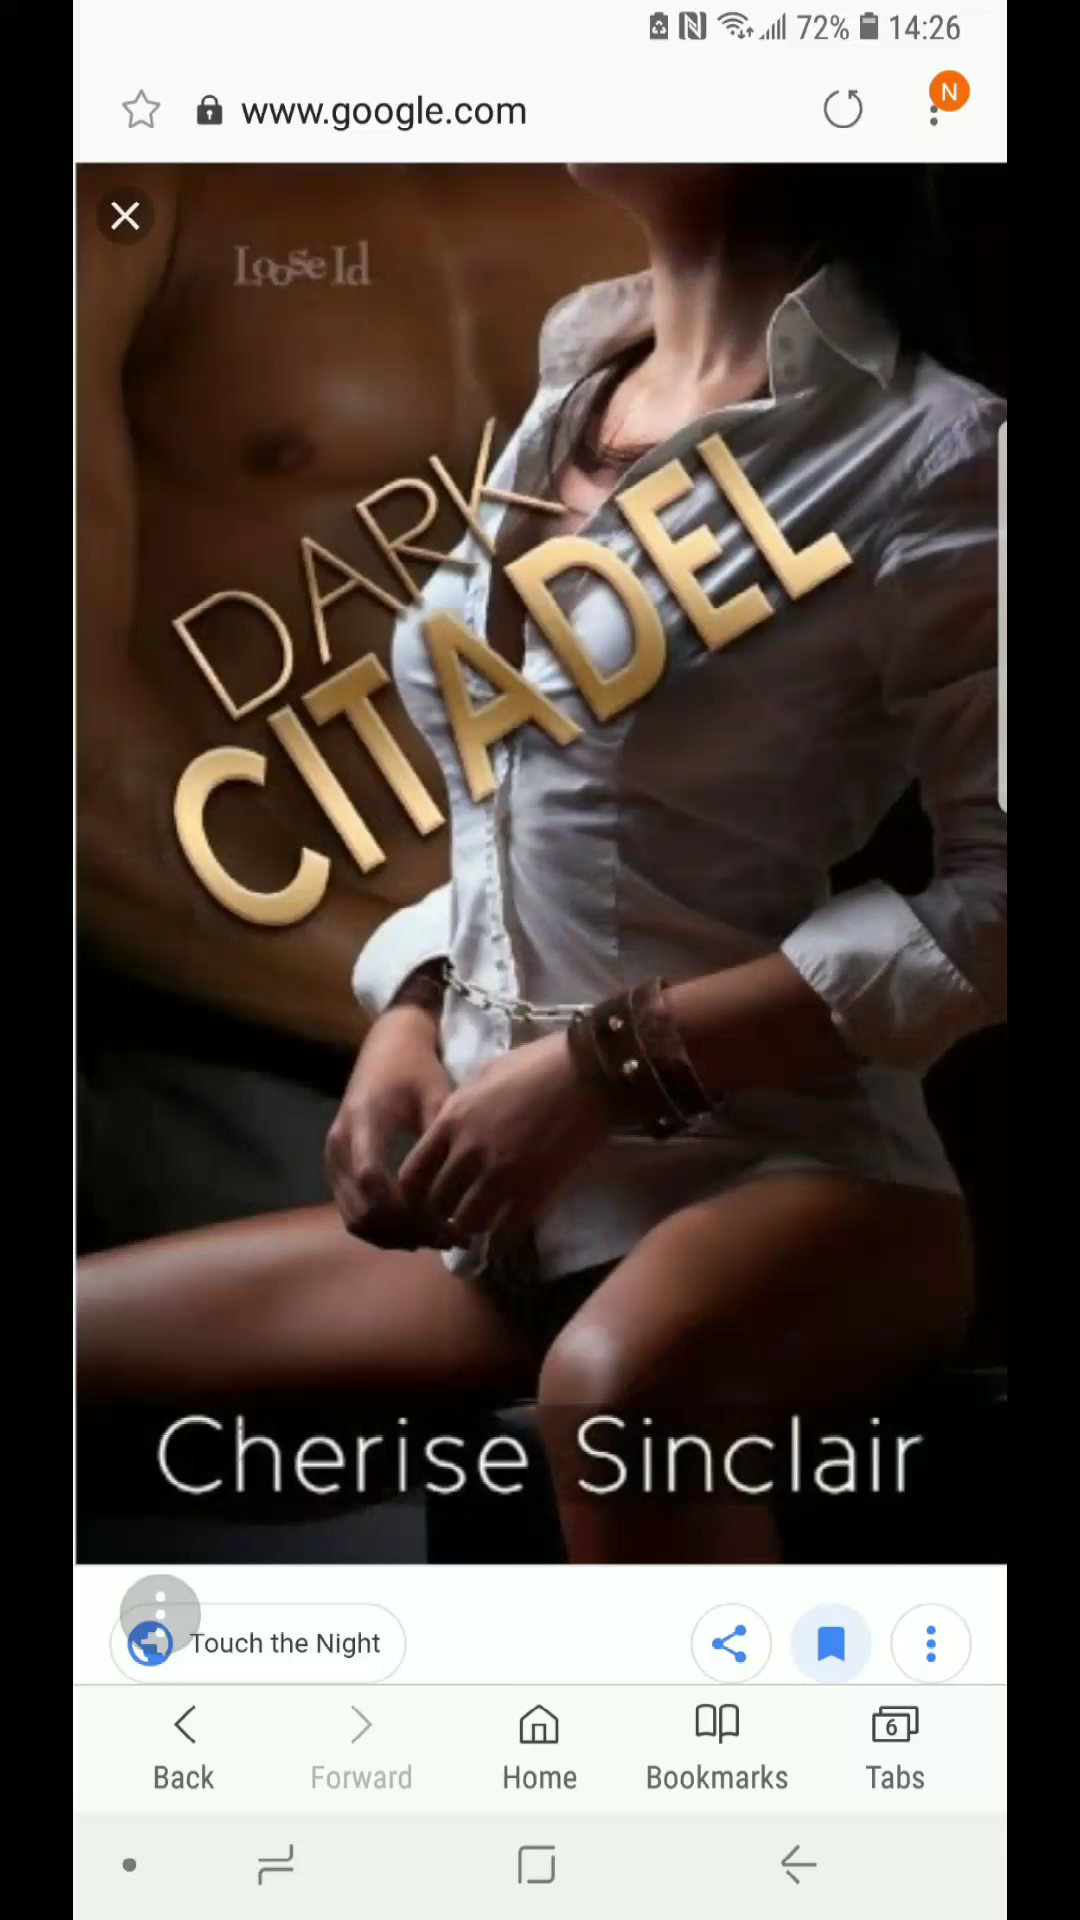 72% 14:26
www.google.com
N
Loose Id
DARK
CITADEL
Cherise Sinclair
Touch the Night
6
Back Forward Home Bookmarks Tabs